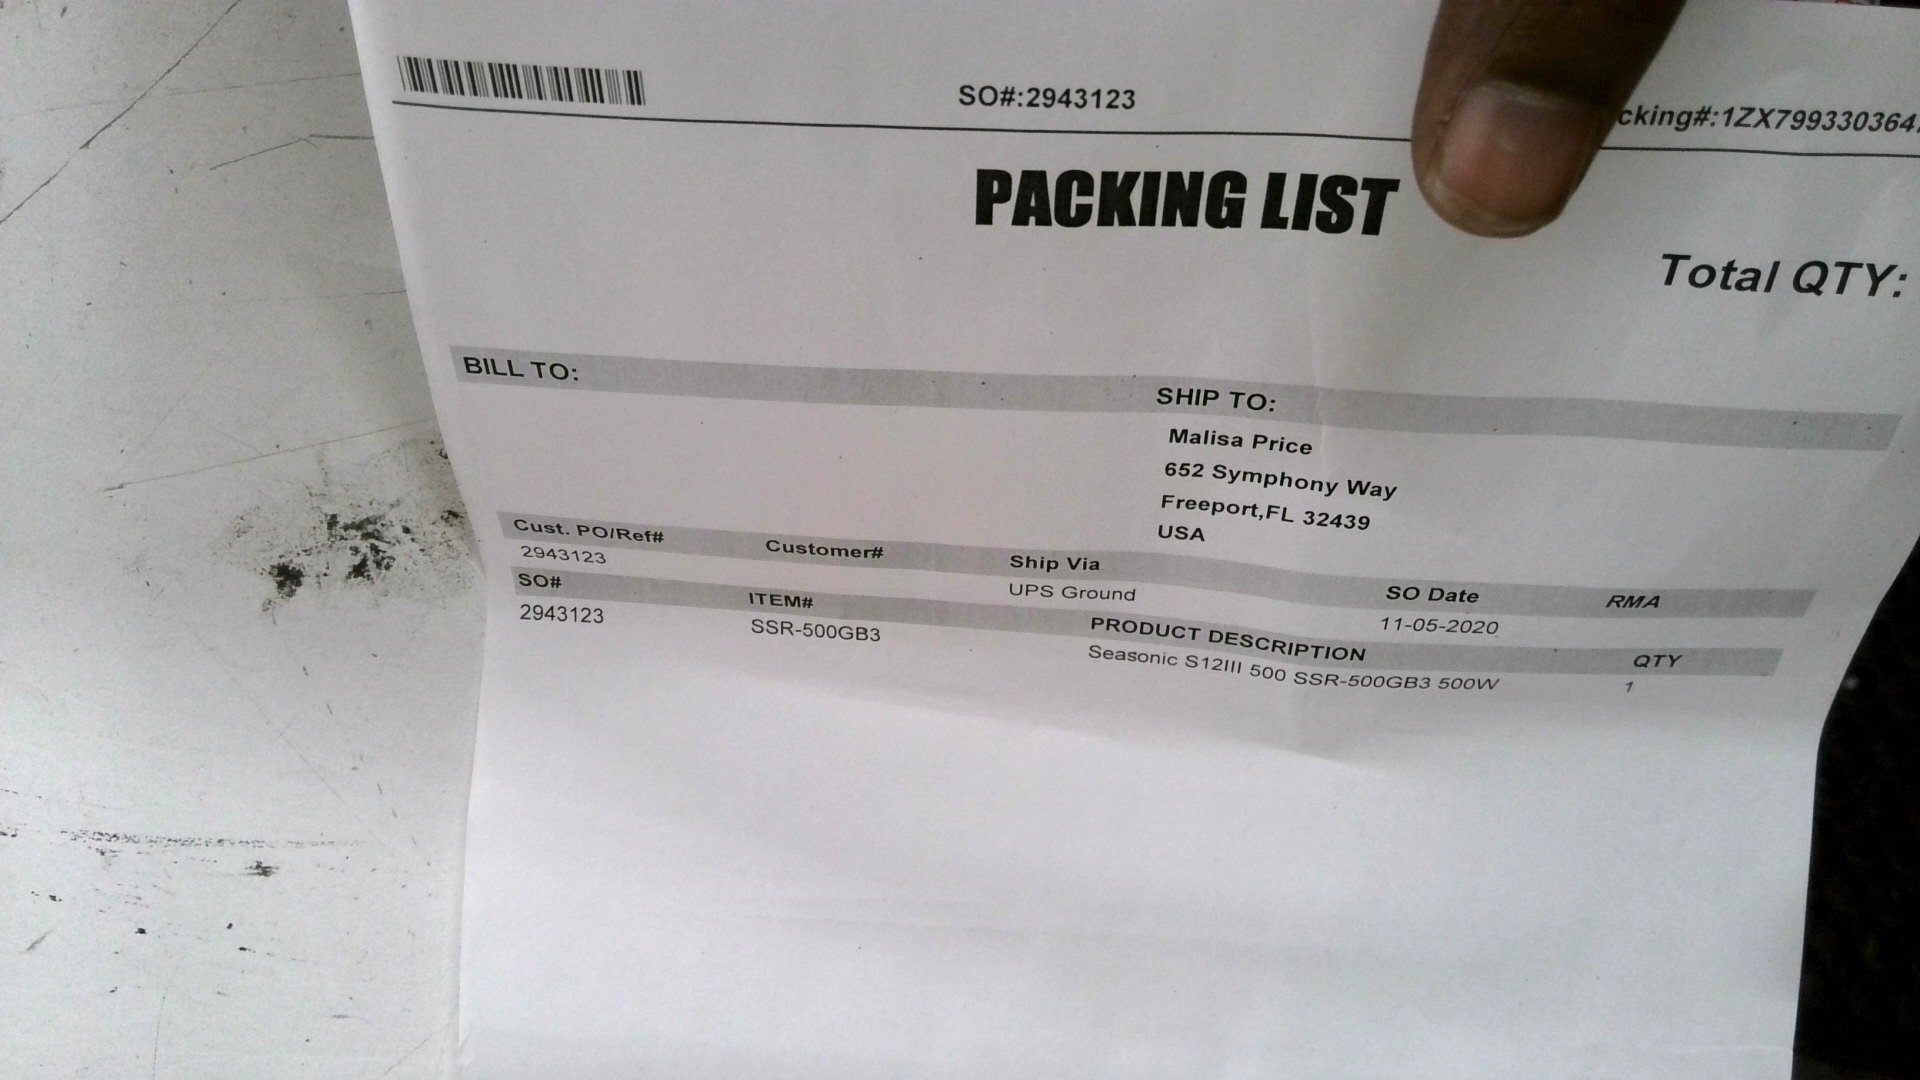 SO#:2943123
cking#:1ZX799330364
PACKING LIST
Total QTY:
BILL TO:
SHIP TO:
Malisa Price
652 Symphony Way
Freeport,FL 32439
USA
Cust. PO/Ref# Customer# Ship Via SO Date RMA
2943123 UPS Ground 11-05-2020
SO# ITEM# PRODUCT DESCRIPTION QTY
2943123 SSR-500GB3 Seasonic S12III 500 SSR-500GB3 500W 1